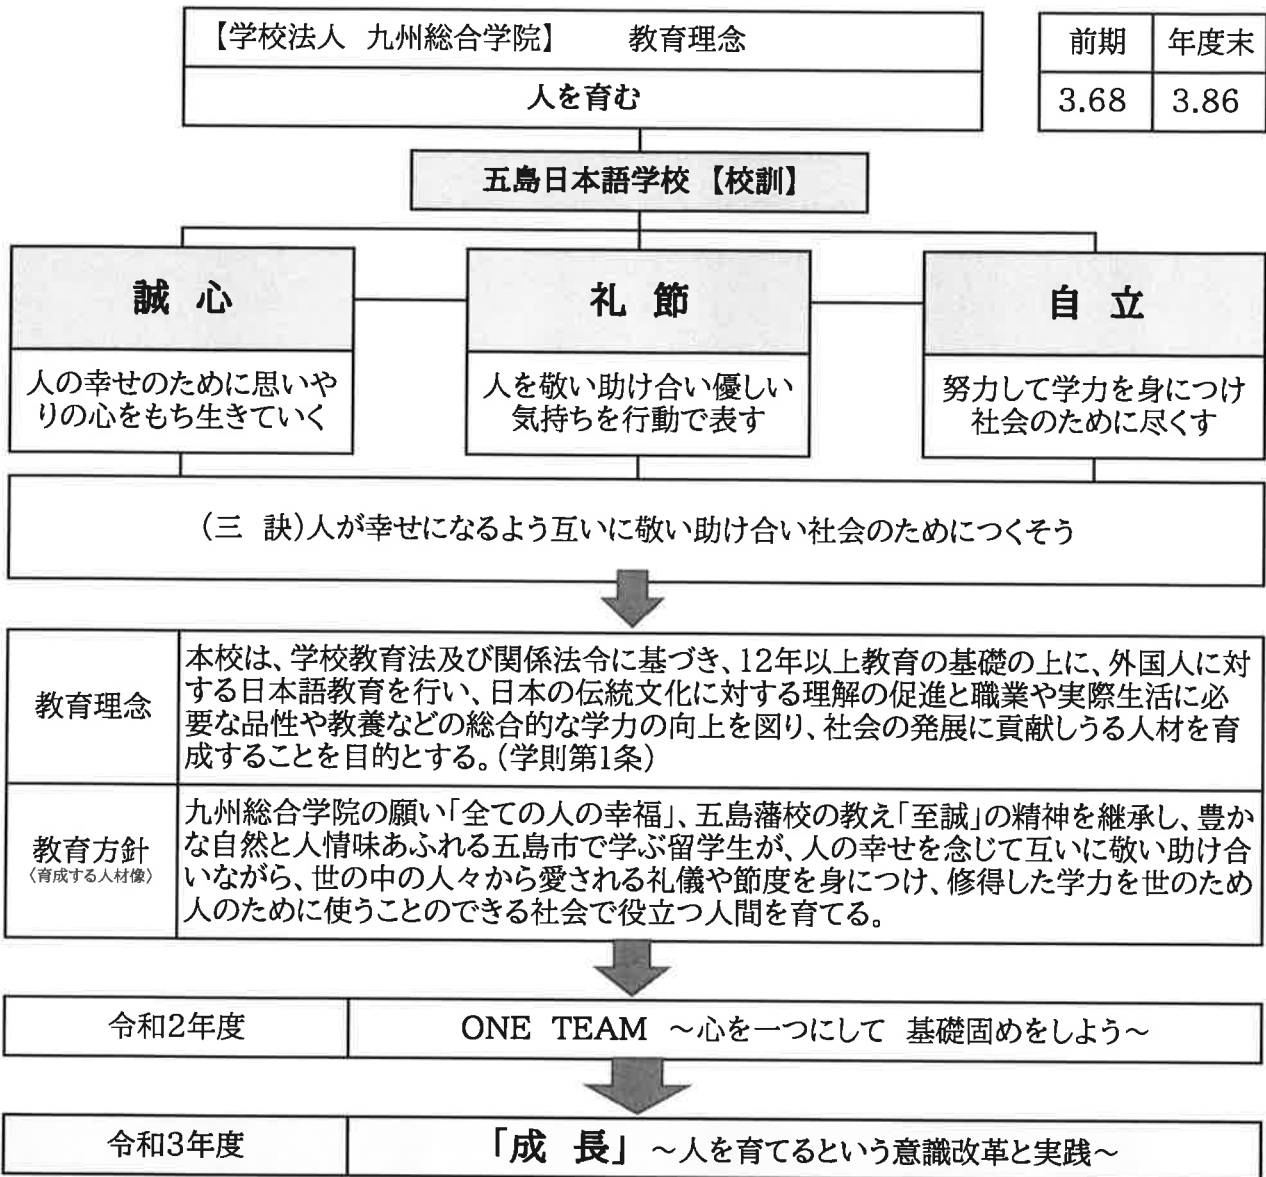 【学校法人 九州総合学院】 教育理念
人を育む
前期 年度末
3.68 3.86
五島日本語学校 【校訓】
誠 心
人の幸せのために思いや
りの心をもち生きていく
礼 節
人を敬い助け合い優しい
気持ちを行動で表す
自 立
努力して学力を身につけ
社会のために尽くす
(三 訣)人が幸せになるよう互いに敬い助け合い社会のためにつくそう
教育理念
本校は、学校教育法及び関係法令に基づき、12年以上教育の基礎の上に、外国人に対
する日本語教育を行い、日本の伝統文化に対する理解の促進と職業や実際生活に必
要な品性や教養などの総合的な学力の向上を図り、社会の発展に貢献しうる人材を育
成することを目的とする。(学則第1条)
教育方針
〈育成する人材像〉
九州総合学院の願い「全ての人の幸福」、五島藩校の教え「至誠」の精神を継承し、豊か
な自然と人情味あふれる五島市で学ぶ留学生が、人の幸せを念じて互いに敬い助け合
いながら、世の中の人々から愛される礼儀や節度を身につけ、修得した学力を世のため
人のために使うことのできる社会で役立つ人間を育てる。
令和2年度
ONE TEAM ～心を一つにして 基礎固めをしよう～
令和3年度
「成 長」 ～人を育てるという意識改革と実践～